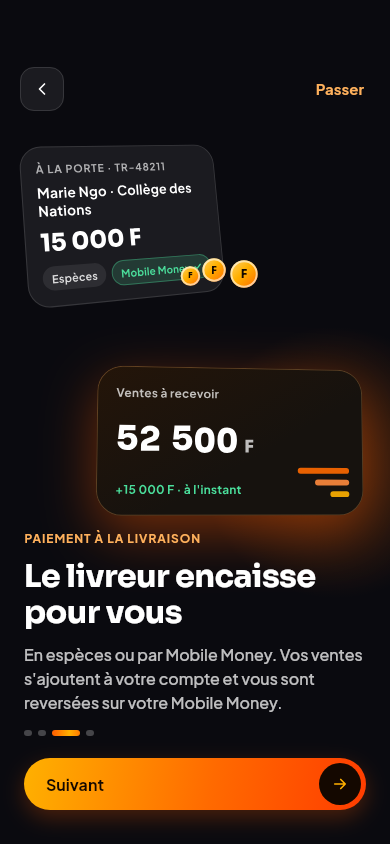 Passer
À LA PORTE · TR-48211
Marie Ngo · Collège des
Nations
15 000 F
Espèces
Mobile Money
F
F
F
Ventes à recevoir
52 500 F
+15 000 F · à l'instant
PAIEMENT À LA LIVRAISON
Le livreur encaisse
pour vous
En espèces ou par Mobile Money. Vos ventes
s'ajoutent à votre compte et vous sont
reversées sur votre Mobile Money.
Suivant